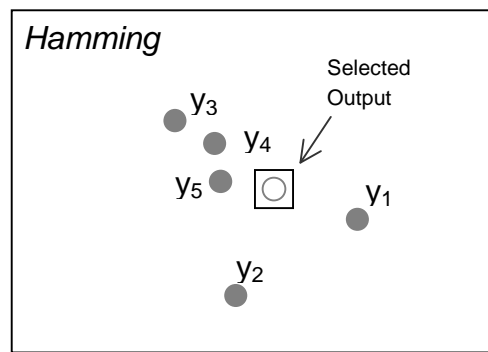 Hamming
Selected
Output
y₃
y₄
y₅
y₁
y₂